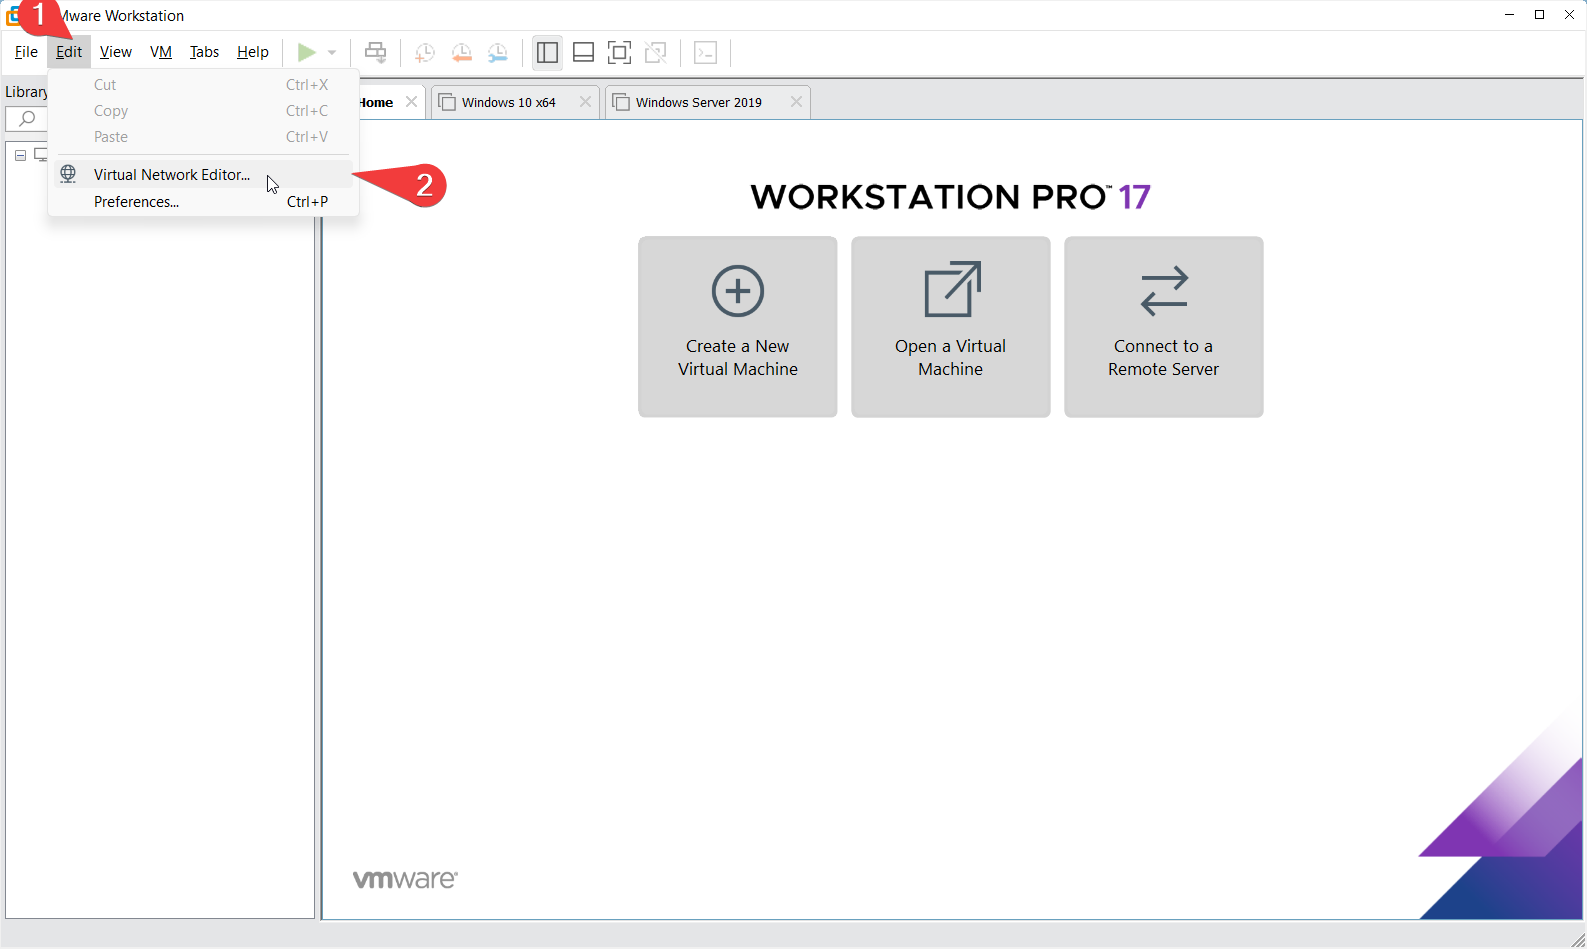 1
Mware Workstation
File Edit View VM Tabs Help
Library
Cut Ctrl+X
Copy Ctrl+C
Paste Ctrl+V
Virtual Network Editor...
Preferences... Ctrl+P
2
Home
Windows 10 x64
Windows Server 2019
WORKSTATION PRO™ 17
Create a New
Virtual Machine
Open a Virtual
Machine
Connect to a
Remote Server
vmware®